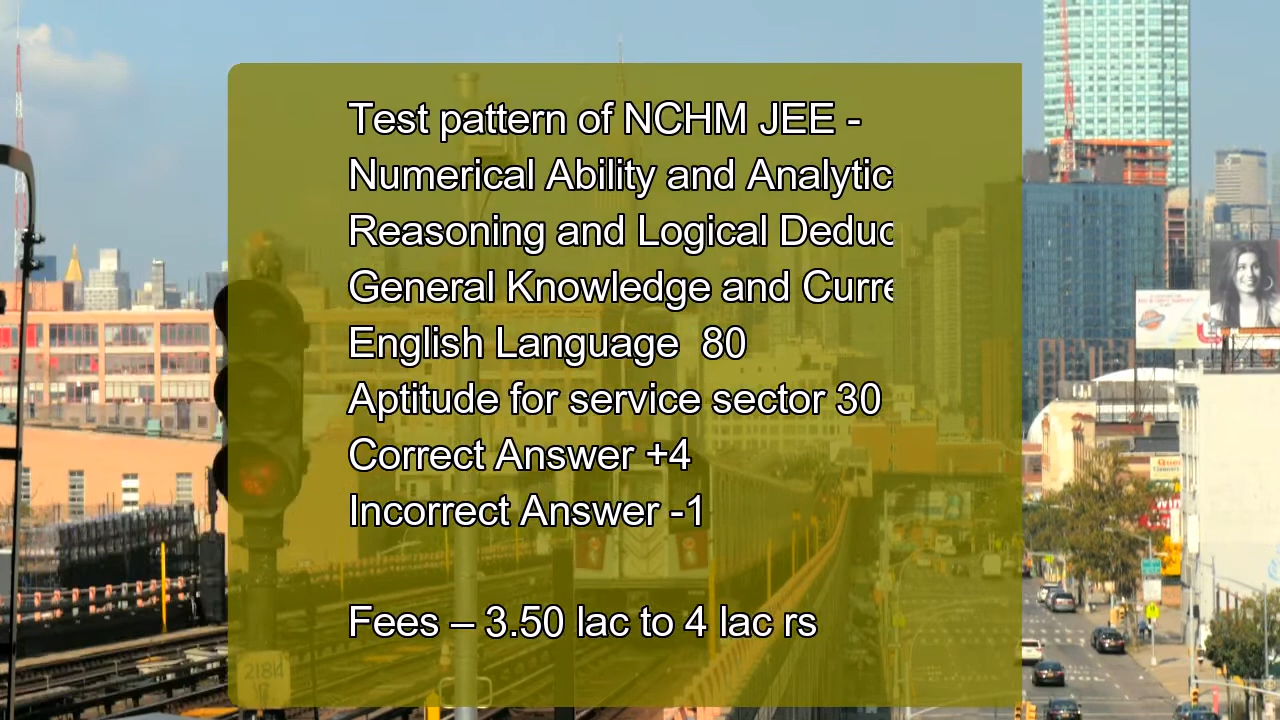 Test pattern of NCHM JEE -
Numerical Ability and Analytic
Reasoning and Logical Deduc
General Knowledge and Curre
English Language  80
Aptitude for service sector 30
Correct Answer +4
Incorrect Answer -1
Fees – 3.50 lac to 4 lac rs
2184